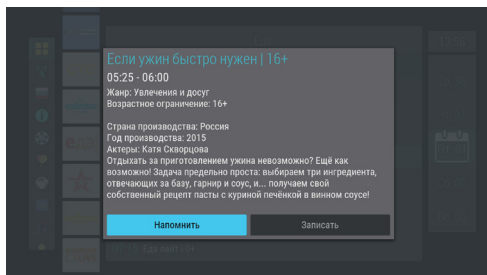 Если ужин быстро нужен | 16+
05:25 - 06:00
Жанр: Увлечения и досуг
Возрастное ограничение: 16+
Страна производства: Россия
Год производства: 2015
Актеры: Катя Скворцова
Отдыхать за приготовлением ужина невозможно? Ещё как
возможно! Задача предельно проста: выбираем три ингредиента,
отвечающих за базу, гарнир и соус, и... получаем свой
собственный рецепт пасты с куриной печёнкой в винном соусе!
Напомнить
Записать